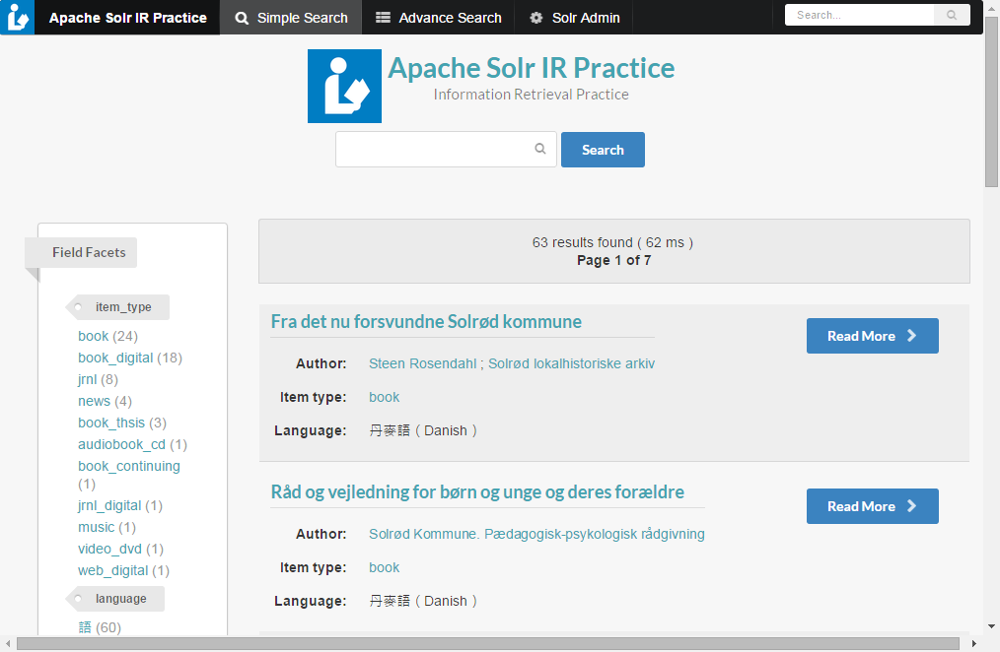 Apache Solr IR Practice
Simple Search
Advance Search
Solr Admin
Search...
Apache Solr IR Practice
Information Retrieval Practice
Search
Field Facets
item_type
book (24)
book_digital (18)
jrnl (8)
news (4)
book_thsis (3)
audiobook_cd (1)
book_continuing
(1)
jrnl_digital (1)
music (1)
video_dvd (1)
web_digital (1)
language
語 (60)
63 results found ( 62 ms )
Page 1 of 7
Fra det nu forsvundne Solrød kommune
Read More
Author: Steen Rosendahl ; Solrød lokalhistoriske arkiv
Item type: book
Language: 丹麥語 ( Danish )
Råd og vejledning for børn og unge og deres forældre
Read More
Author: Solrød Kommune. Pædagogisk-psykologisk rådgivning
Item type: book
Language: 丹麥語 ( Danish )